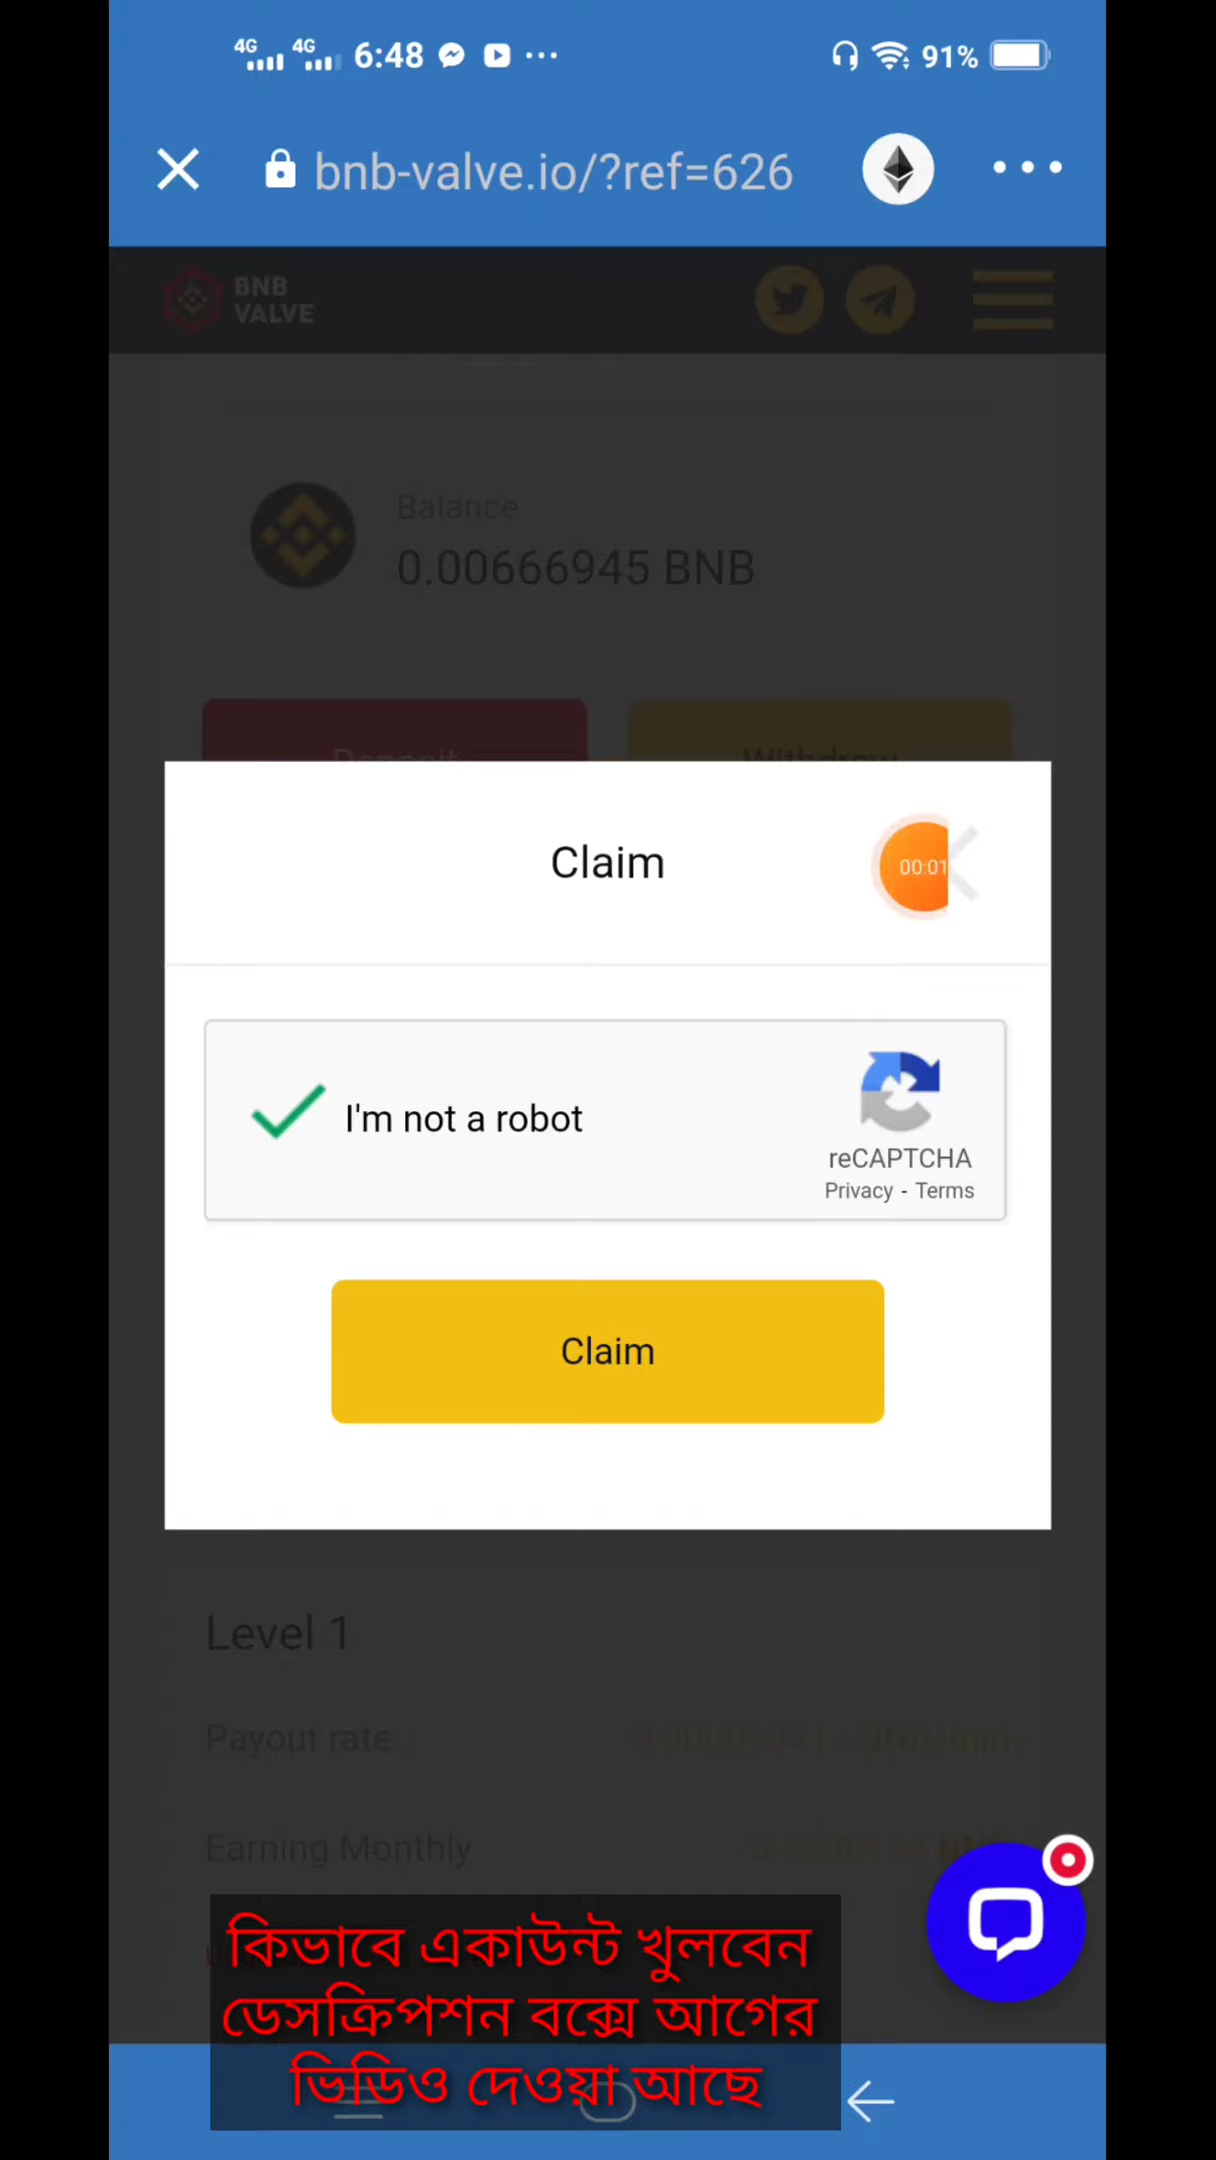 4G 4G 6:48 91%
bnb-valve.io/?ref=626
BNB
VALVE
Balance
0.00666945 BNB
Deposit Withdraw
Claim
00:01
I'm not a robot
reCAPTCHA
Privacy - Terms
Claim
Level 1
Payout rate
Earning Monthly
কিভাবে একাউন্ট খুলবেন
ডেসক্রিপশন বক্সে আগের
ভিডিও দেওয়া আছে